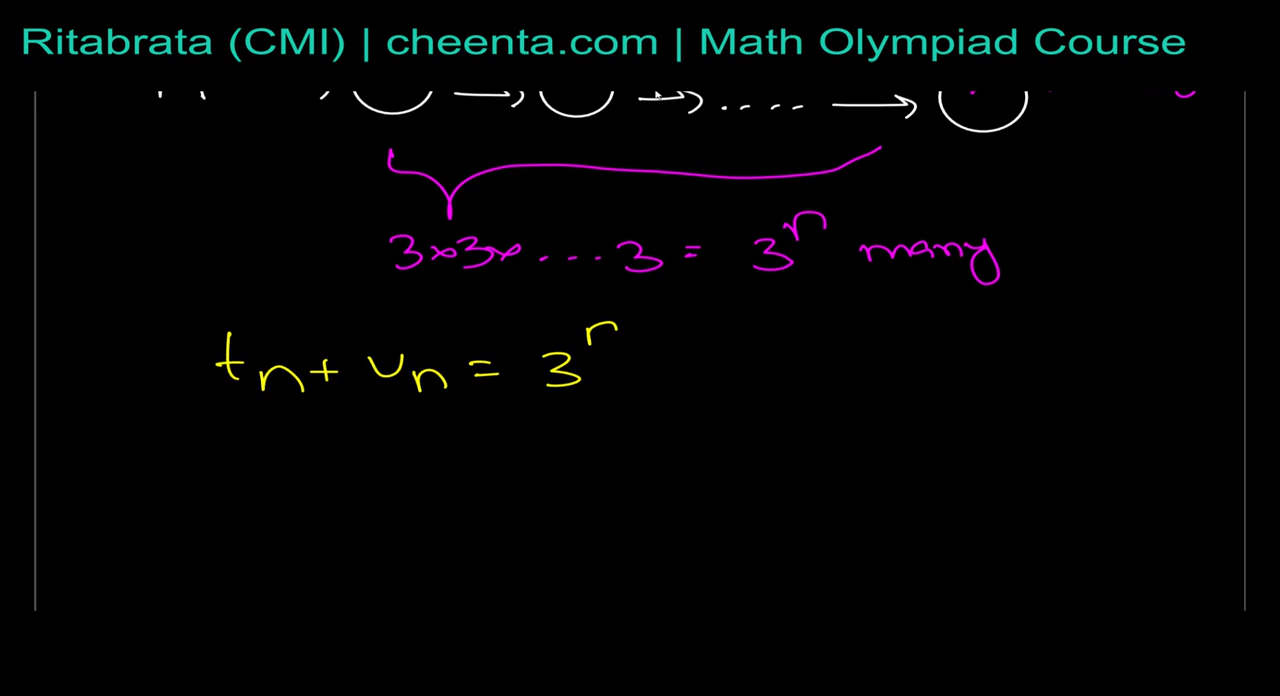 Ritabrata (CMI) | cheenta.com | Math Olympiad Course
3×3× .... 3 = 3^n many
t_n + u_n = 3^n